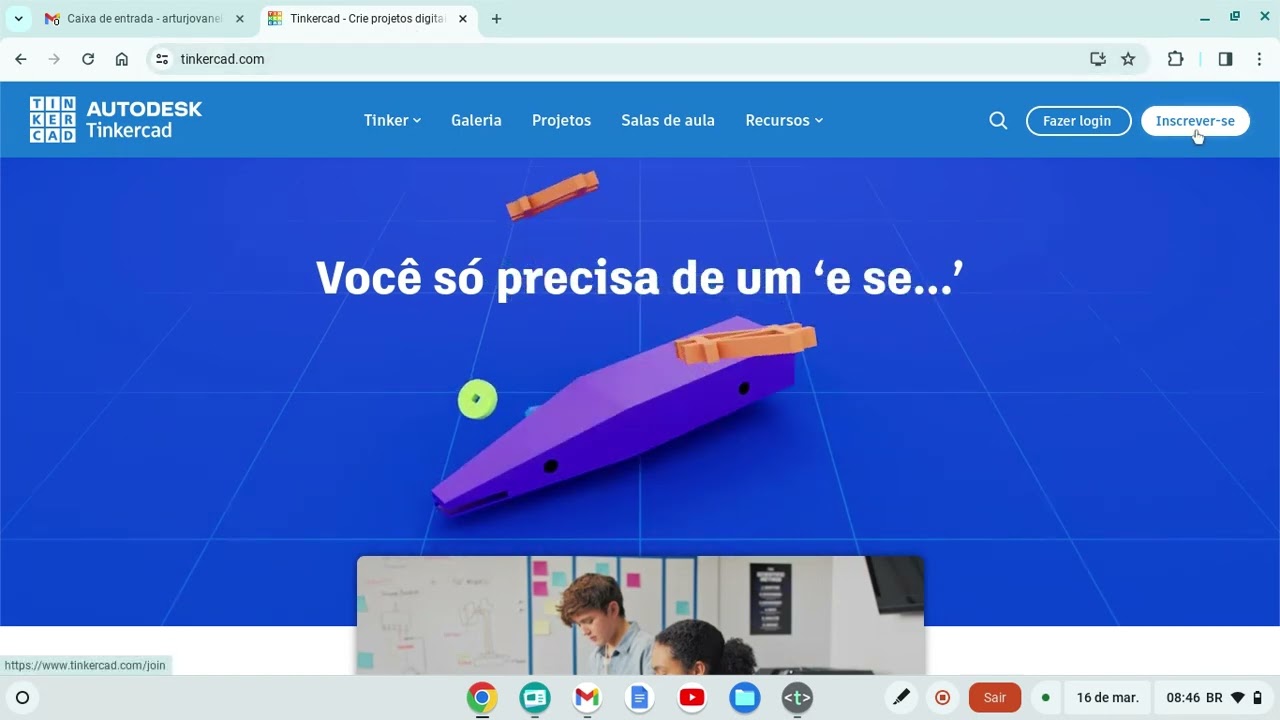 Caixa de entrada - arturjovane
Tinkercad - Crie projetos digita
tinkercad.com
TIN
KER
CAD
AUTODESK
Tinkercad
Tinker
Galeria
Projetos
Salas de aula
Recursos
Fazer login
Inscrever-se
Você só precisa de um ‘e se...’
https://www.tinkercad.com/join
<t>
Sair
16 de mar.
08:46 BR